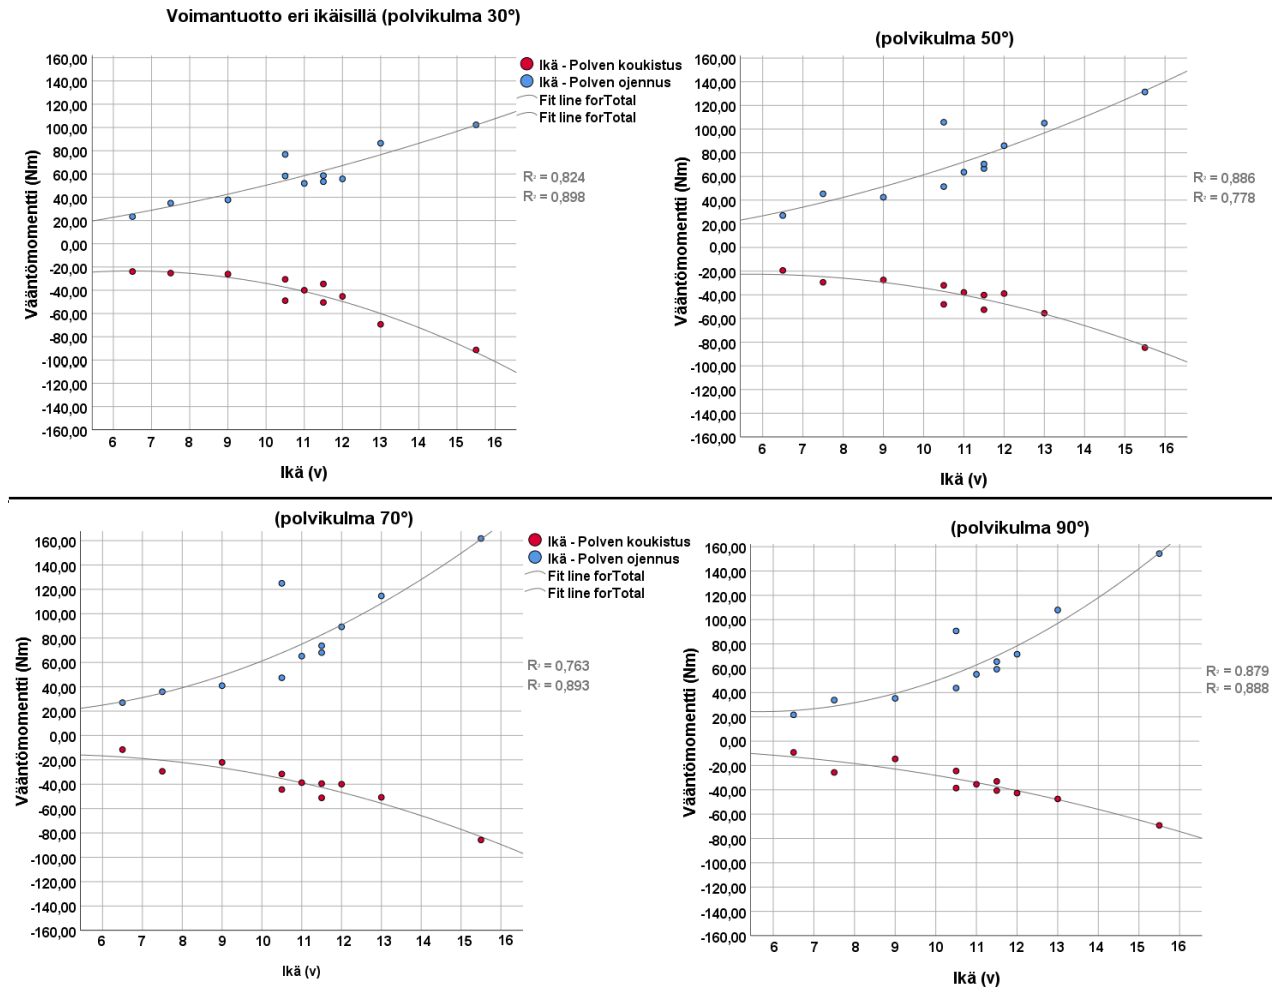 Voimantuotto eri ikäisillä (polvikulma 30°)
160,00
140,00
120,00
100,00
80,00
60,00
40,00
20,00
0,00
-20,00
-40,00
-60,00
-80,00
-100,00
-120,00
-140,00
-160,00
Vääntömomentti (Nm)
6 7 8 9 10 11 12 13 14 15 16
Ikä (v)
Ikä - Polven koukistus
Ikä - Polven ojennus
Fit line forTotal
Fit line forTotal
R² = 0,824
R² = 0,898
(polvikulma 50°)
160,00
140,00
120,00
100,00
80,00
60,00
40,00
20,00
0,00
-20,00
-40,00
-60,00
-80,00
-100,00
-120,00
-140,00
-160,00
Vääntömomentti (Nm)
6 7 8 9 10 11 12 13 14 15 16
Ikä (v)
R² = 0,886
R² = 0,778
(polvikulma 70°)
160,00
140,00
120,00
100,00
80,00
60,00
40,00
20,00
0,00
-20,00
-40,00
-60,00
-80,00
-100,00
-120,00
-140,00
-160,00
Vääntömomentti (Nm)
6 7 8 9 10 11 12 13 14 15 16
Ikä (v)
Ikä - Polven koukistus
Ikä - Polven ojennus
Fit line forTotal
Fit line forTotal
R² = 0,763
R² = 0,893
(polvikulma 90°)
160,00
140,00
120,00
100,00
80,00
60,00
40,00
20,00
0,00
-20,00
-40,00
-60,00
-80,00
-100,00
-120,00
-140,00
-160,00
Vääntömomentti (Nm)
6 7 8 9 10 11 12 13 14 15 16
Ikä (v)
R² = 0.879
R² = 0,888